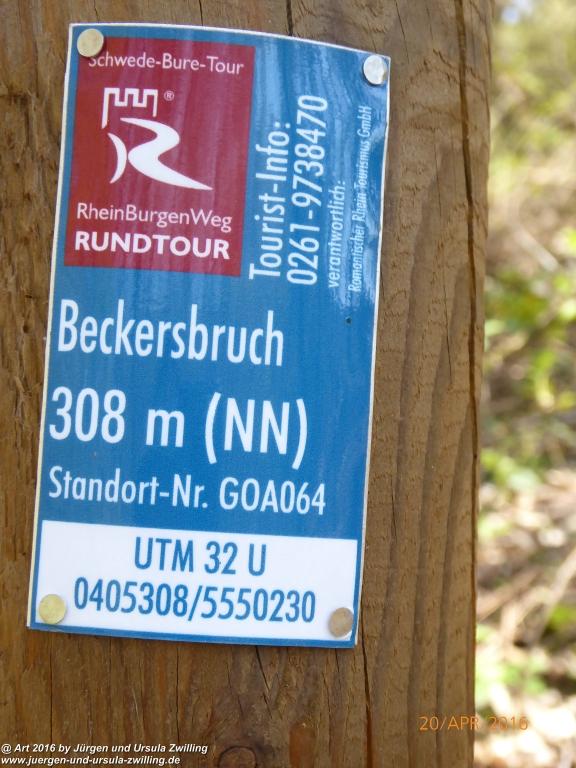 Schwede-Bure-Tour
®
RheinBurgenWeg
RUNDTOUR
Tourist-Info:
0261-9738470
verantwortlich:
Romantischer Rhein Tourismus GmbH
Beckersbruch
308 m (NN)
Standort-Nr. GOA064
UTM 32 U
0405308/5550230
20/APR 2016
@ Art 2016 by Jürgen und Ursula Zwilling
www.juergen-und-ursula-zwilling.de